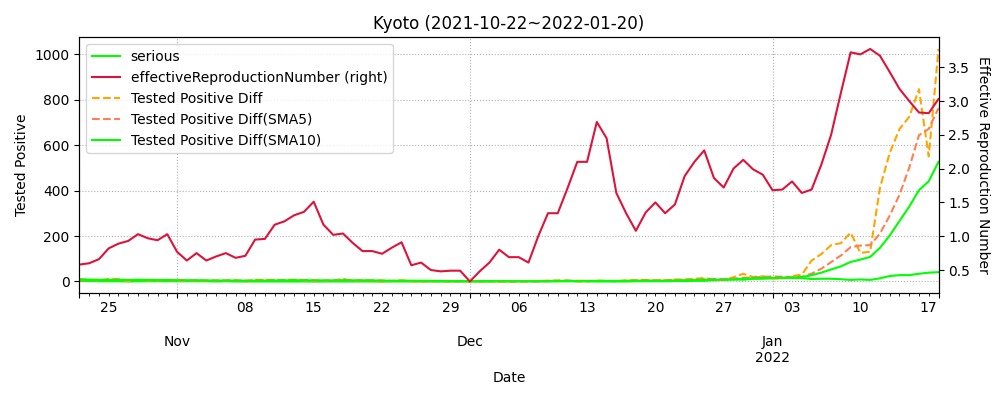 Kyoto (2021-10-22~2022-01-20)
serious
effectiveReproductionNumber (right)
Tested Positive Diff
Tested Positive Diff(SMA5)
Tested Positive Diff(SMA10)
Tested Positive
1000
800
600
400
200
0
Effective Reproduction Number
3.5
3.0
2.5
2.0
1.5
1.0
0.5
25 08 15 22 29 06 13 20 27 03 10 17
Nov Dec Jan
2022
Date